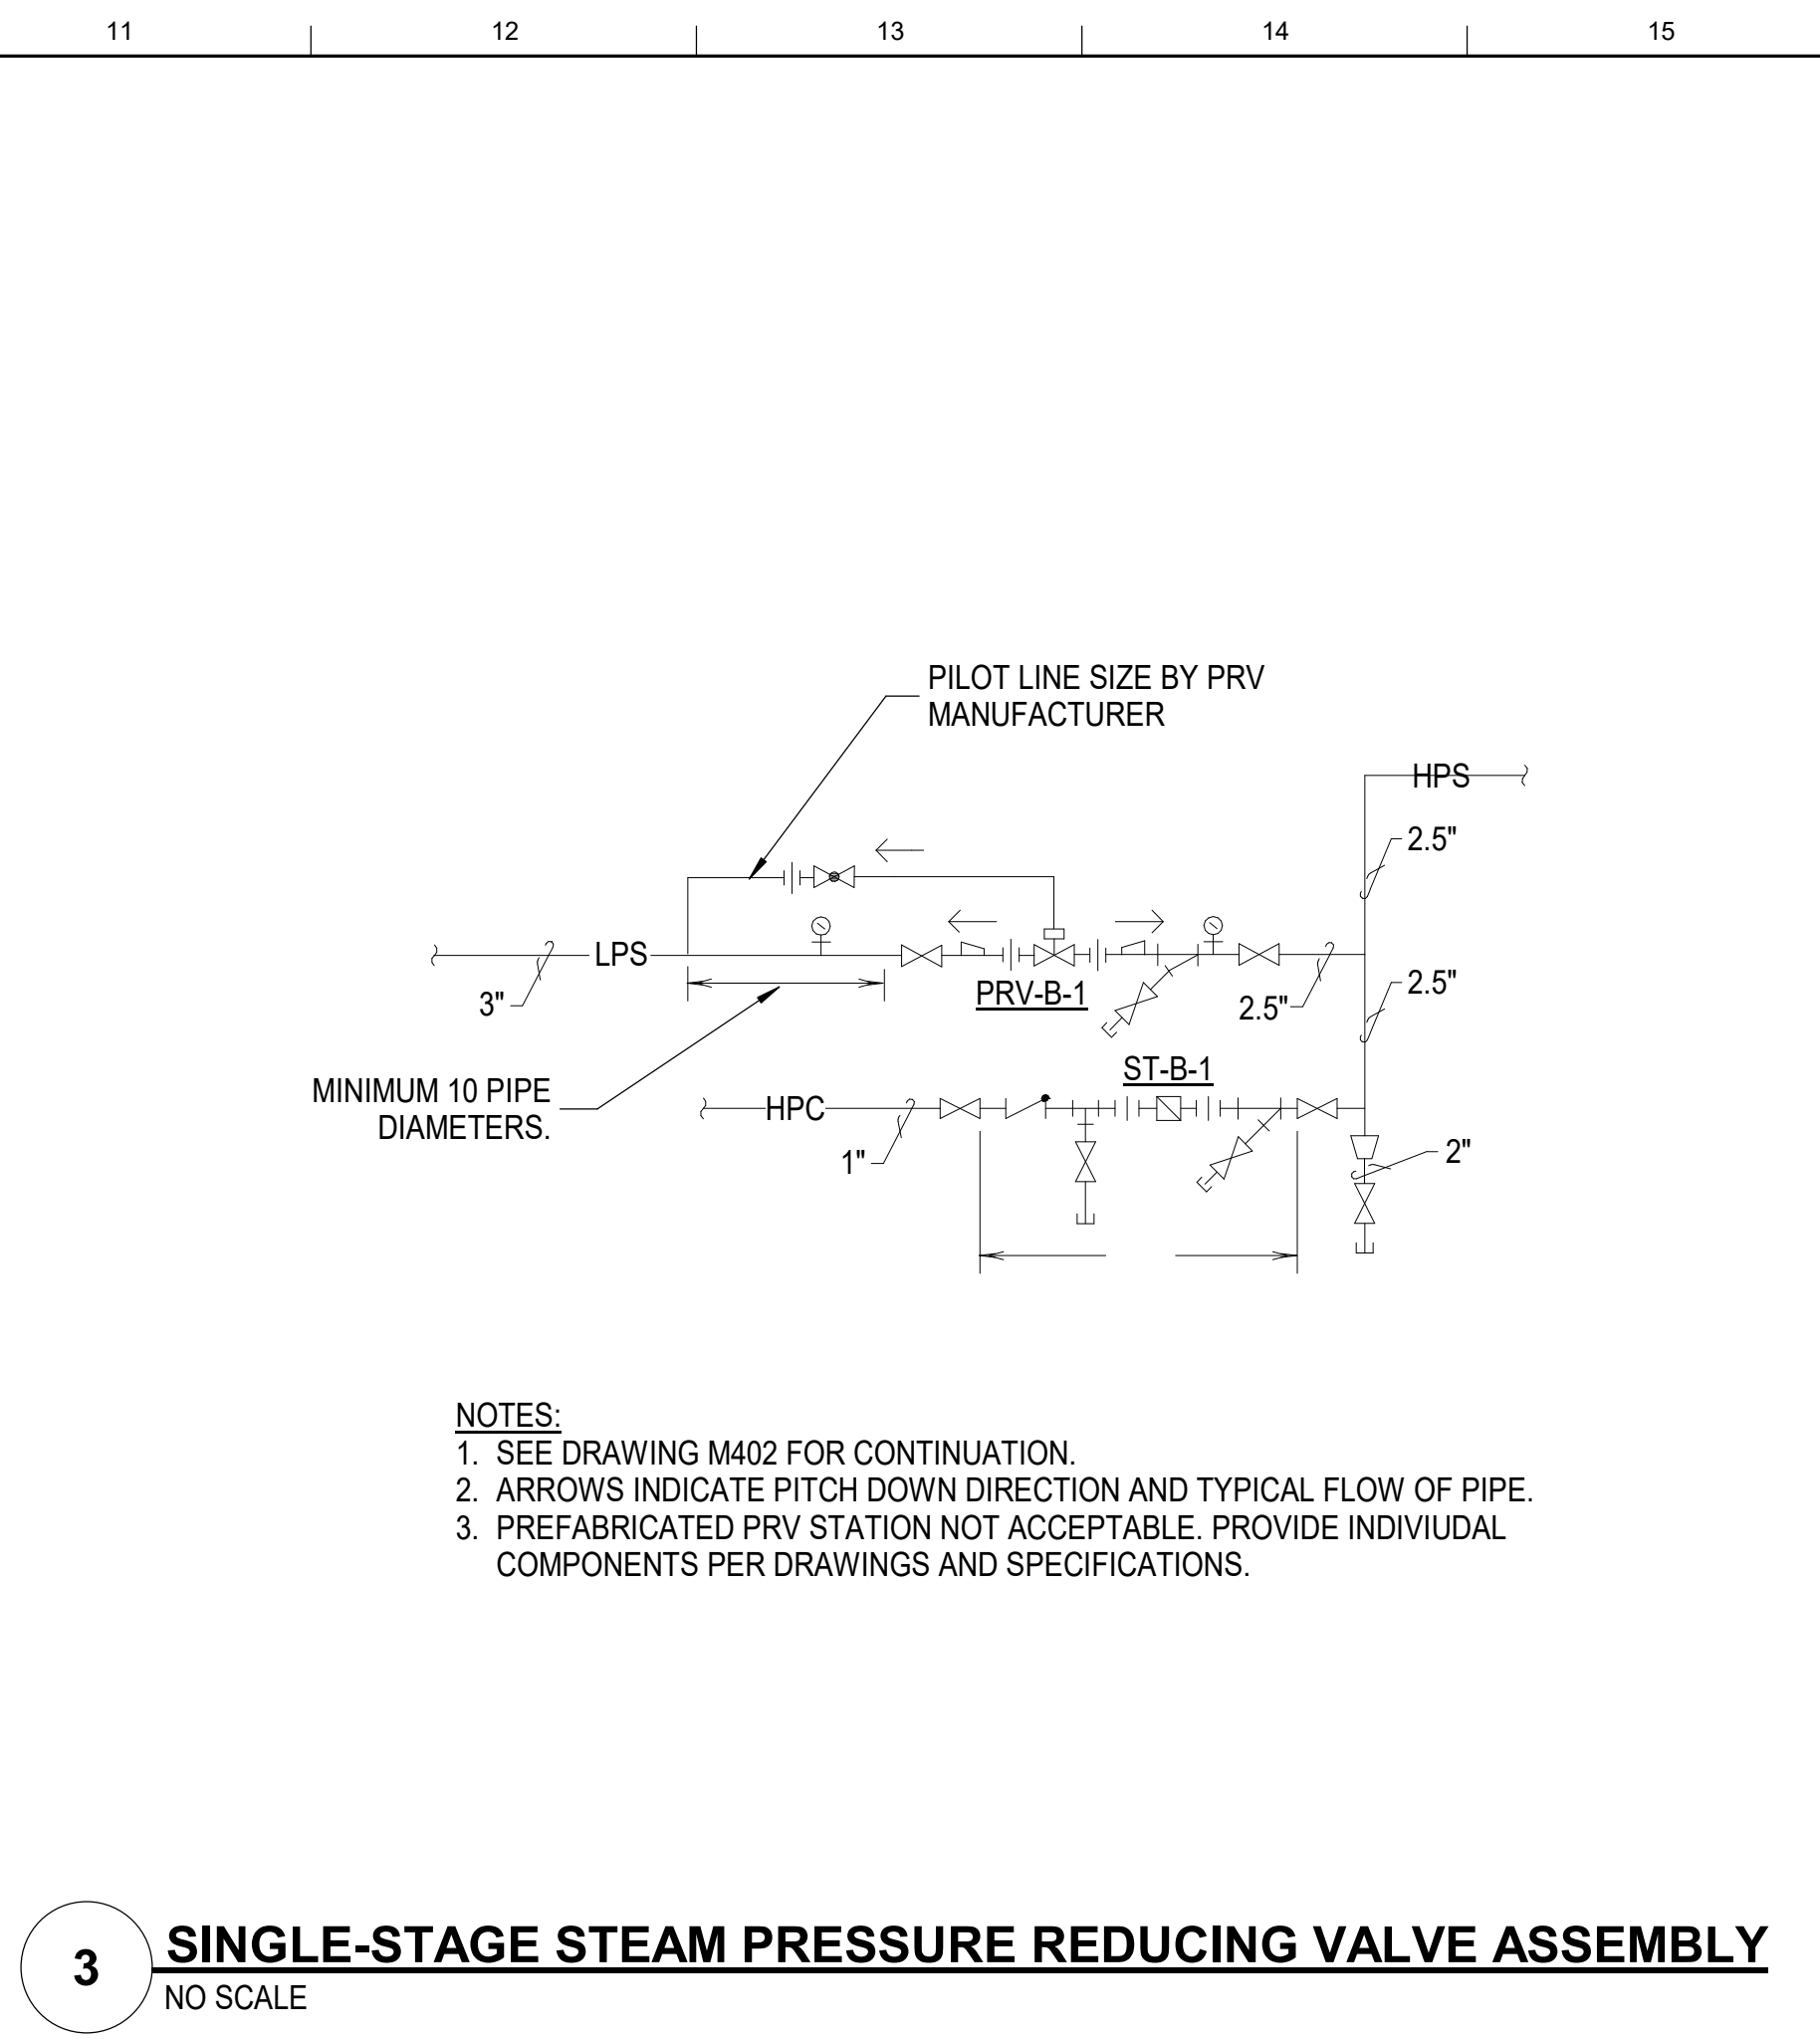 11 12 13 14 15
PILOT LINE SIZE BY PRV
MANUFACTURER
HPS
2.5"
LPS
PRV-B-1
2.5"
3"
2.5"
ST-B-1
MINIMUM 10 PIPE
DIAMETERS.
HPC
1"
2"
NOTES:
1. SEE DRAWING M402 FOR CONTINUATION.
2. ARROWS INDICATE PITCH DOWN DIRECTION AND TYPICAL FLOW OF PIPE.
3. PREFABRICATED PRV STATION NOT ACCEPTABLE. PROVIDE INDIVIUDAL
COMPONENTS PER DRAWINGS AND SPECIFICATIONS.
3 SINGLE-STAGE STEAM PRESSURE REDUCING VALVE ASSEMBLY
NO SCALE